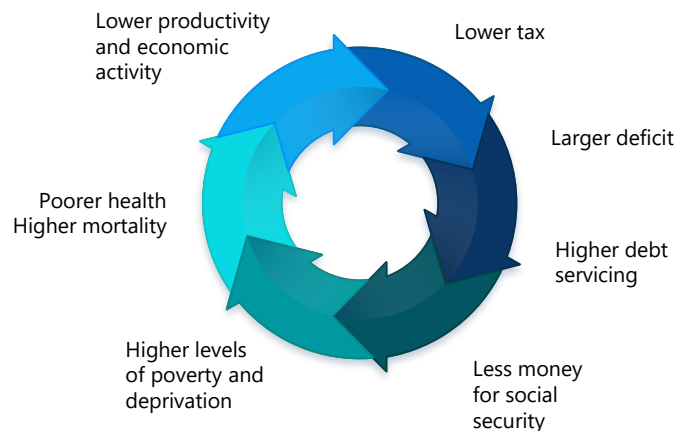 Lower productivity
and economic
activity
Lower tax
Larger deficit
Higher debt
servicing
Less money
for social
security
Higher levels
of poverty and
deprivation
Poorer health
Higher mortality